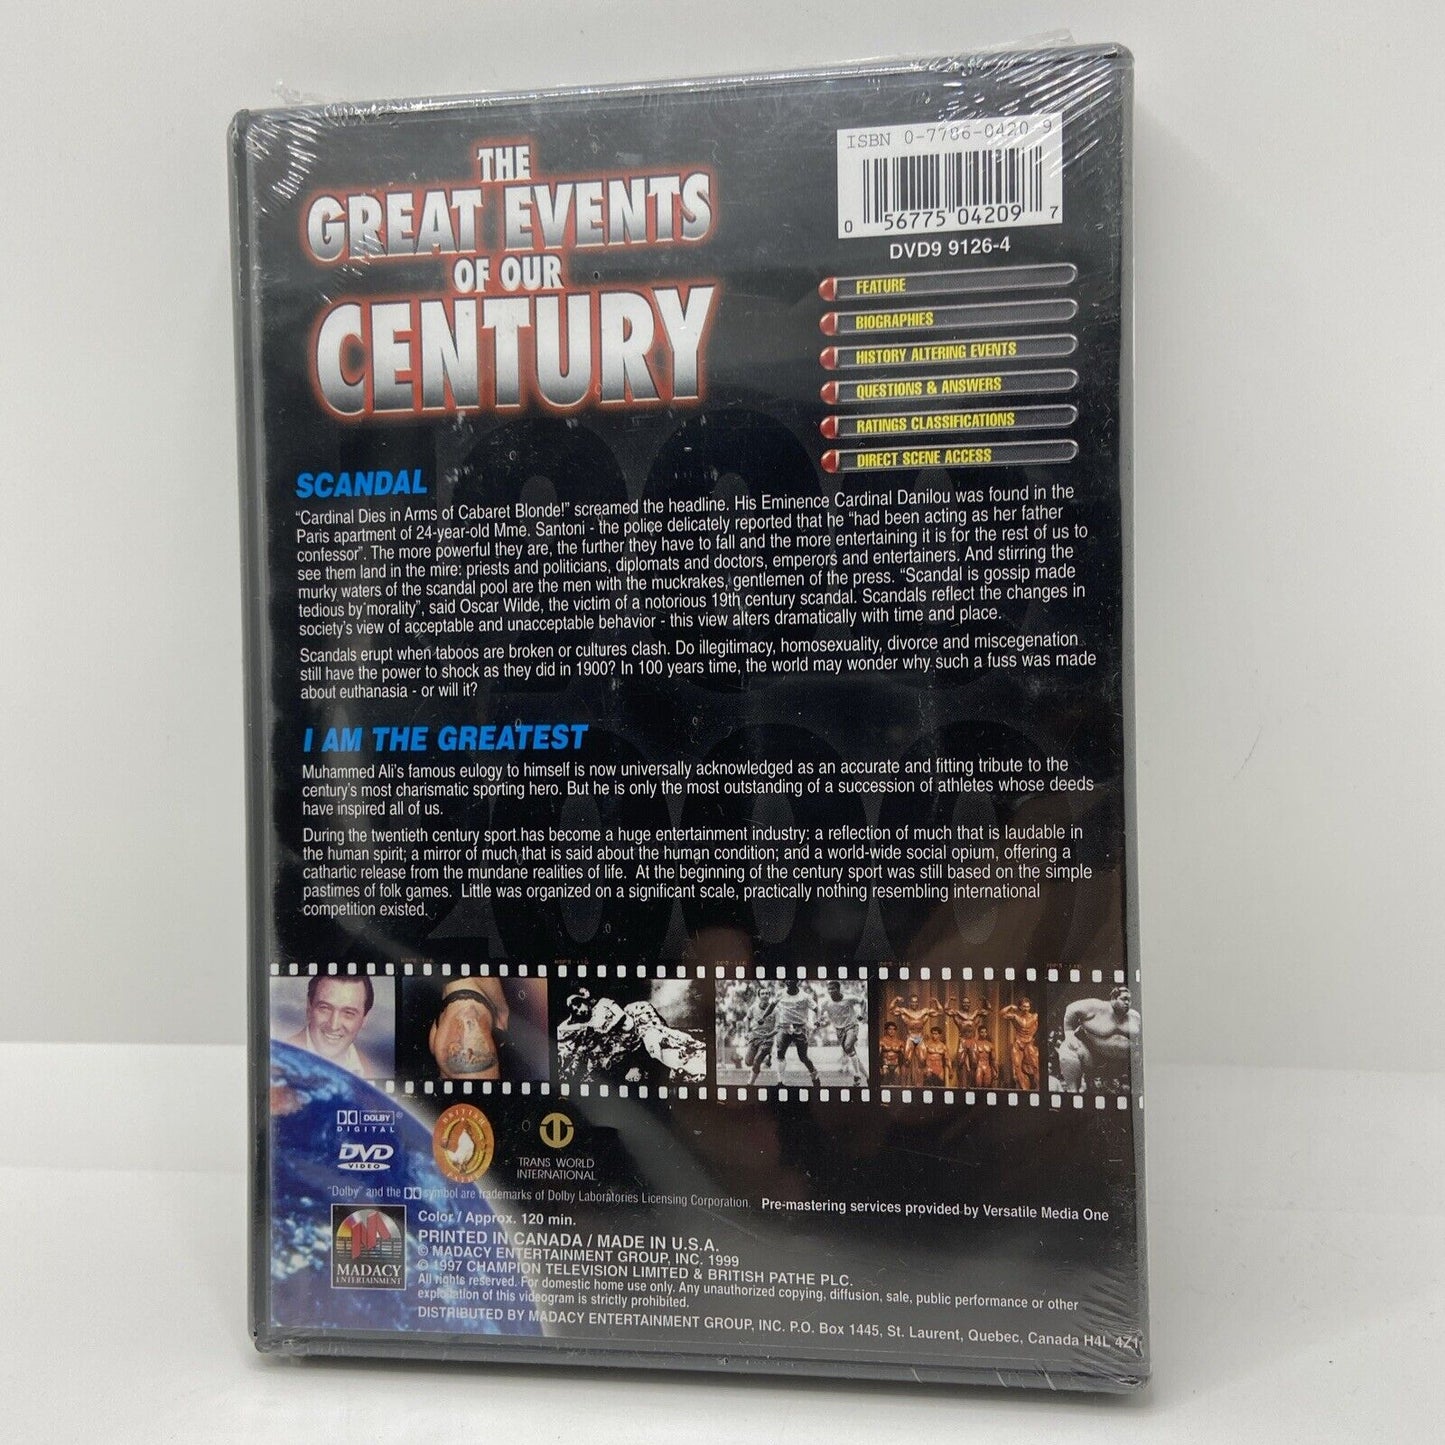 THE
GREAT EVENTS
OF OUR
CENTURY
ISBN 0-7786-0420-9
0 56775 04209 7
DVD9 9126-4
FEATURE
BIOGRAPHIES
HISTORY ALTERING EVENTS
QUESTIONS & ANSWERS
RATINGS CLASSIFICATIONS
DIRECT SCENE ACCESS
SCANDAL
"Cardinal Dies in Arms of Cabaret Blonde!" screamed the headline. His Eminence Cardinal Danilou was found in the
Paris apartment of 24-year-old Mme. Santoni - the police delicately reported that he "had been acting as her father
confessor". The more powerful they are, the further they have to fall and the more entertaining it is for the rest of us to
see them land in the mire: priests and politicians, diplomats and doctors, emperors and entertainers. And stirring the
murky waters of the scandal pool are the men with the muckrakes, gentlemen of the press. "Scandal is gossip made
tedious by morality", said Oscar Wilde, the victim of a notorious 19th century scandal. Scandals reflect the changes in
society's view of acceptable and unacceptable behavior - this view alters dramatically with time and place.
Scandals erupt when taboos are broken or cultures clash. Do illegitimacy, homosexuality, divorce and miscegenation
still have the power to shock as they did in 1900? In 100 years time, the world may wonder why such a fuss was made
about euthanasia - or will it?
I AM THE GREATEST
Muhammed Ali's famous eulogy to himself is now universally acknowledged as an accurate and fitting tribute to the
century's most charismatic sporting hero. But he is only the most outstanding of a succession of athletes whose deeds
have inspired all of us.
During the twentieth century sport has become a huge entertainment industry: a reflection of much that is laudable in
the human spirit; a mirror of much that is said about the human condition; and a world-wide social opium, offering a
cathartic release from the mundane realities of life. At the beginning of the century sport was still based on the simple
pastimes of folk games. Little was organized on a significant scale, practically nothing resembling international
competition existed.
DOLBY®
DIGITAL
DVD
VIDEO
BRITISH
PATHE
TRANS WORLD
INTERNATIONAL
"Dolby" and the symbol are trademarks of Dolby Laboratories Licensing Corporation. Pre-mastering services provided by Versatile Media One
MADACY
ENTERTAINMENT
Color / Approx. 120 min.
PRINTED IN CANADA / MADE IN U.S.A.
© MADACY ENTERTAINMENT GROUP, INC. 1999
© 1997 CHAMPION TELEVISION LIMITED & BRITISH PATHE PLC.
All rights reserved. For domestic home use only. Any unauthorized copying, diffusion, sale, public performance or other
exploitation of this videogram is strictly prohibited.
DISTRIBUTED BY MADACY ENTERTAINMENT GROUP, INC. P.O. Box 1445, St. Laurent, Quebec, Canada H4L 4Z1